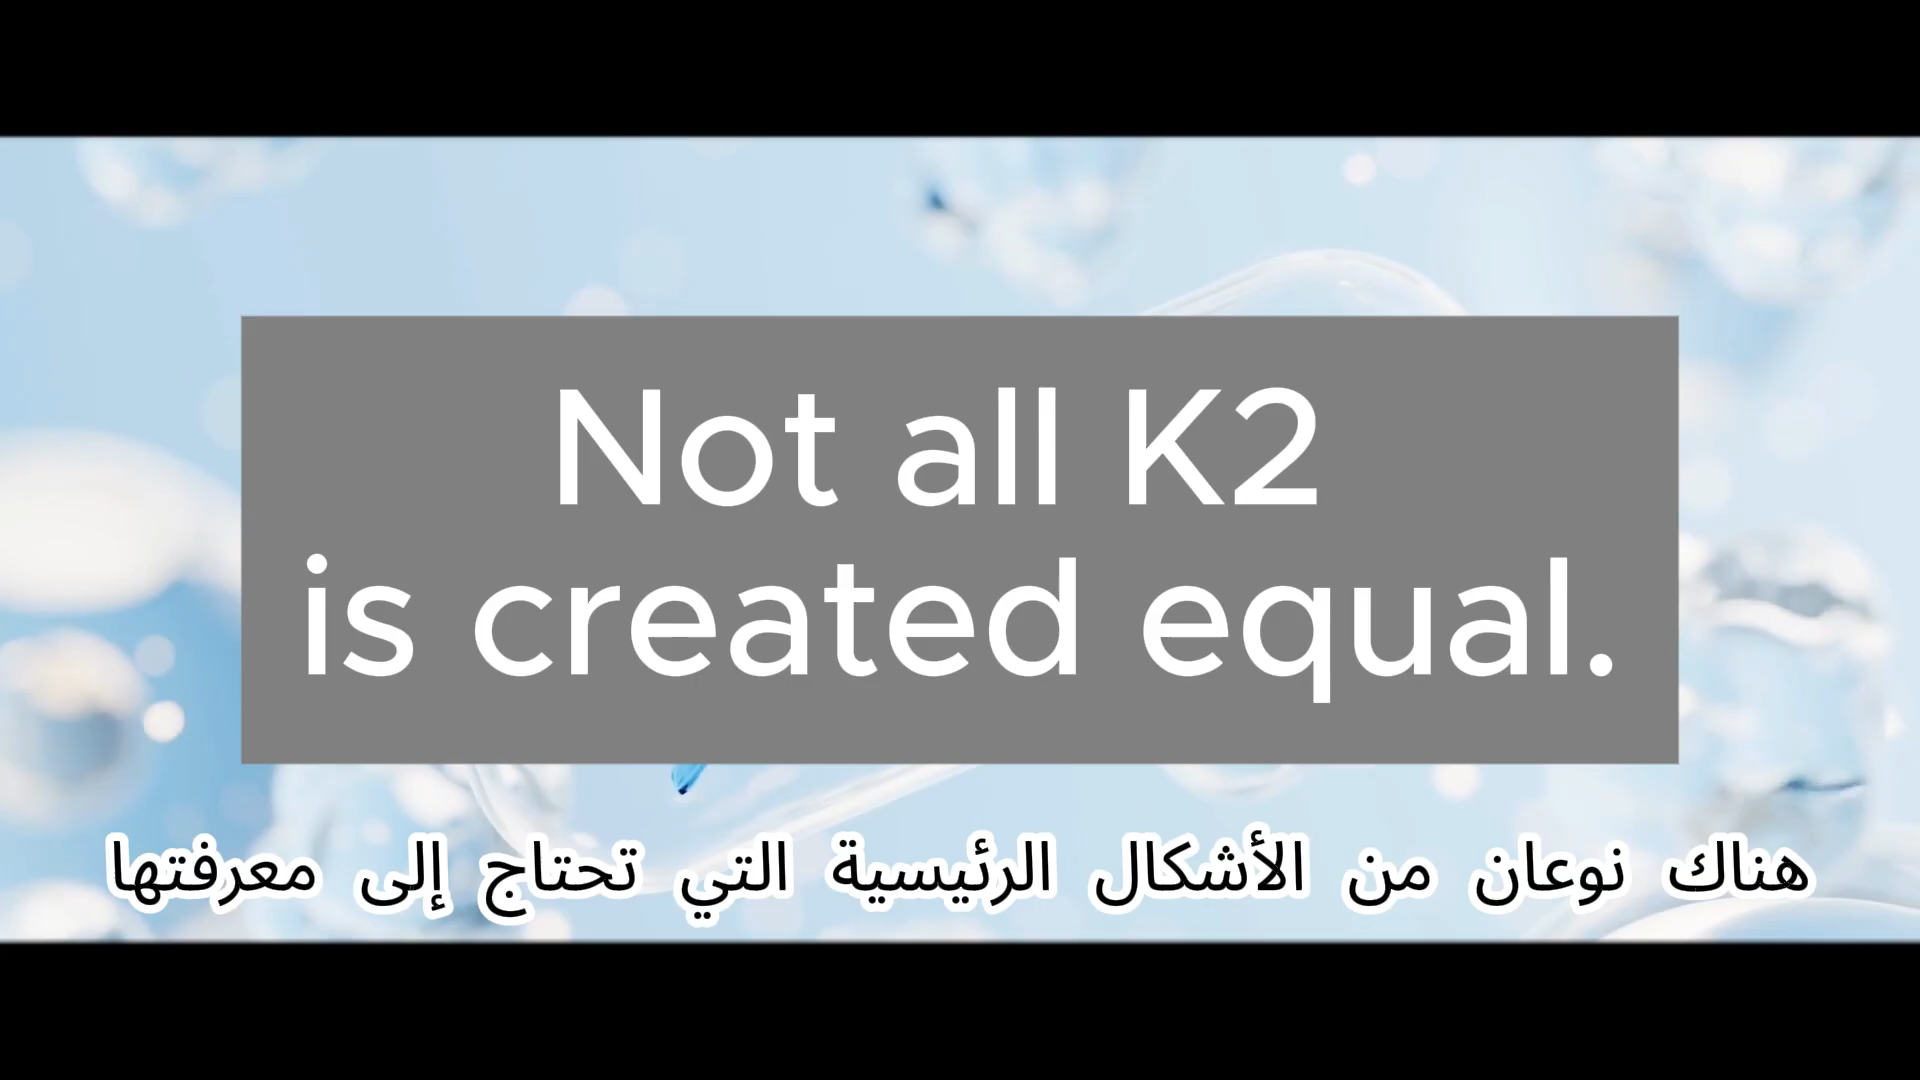 Not all K2
is created equal.
هناك نوعان من الأشكال الرئيسية التي تحتاج إلى معرفتها